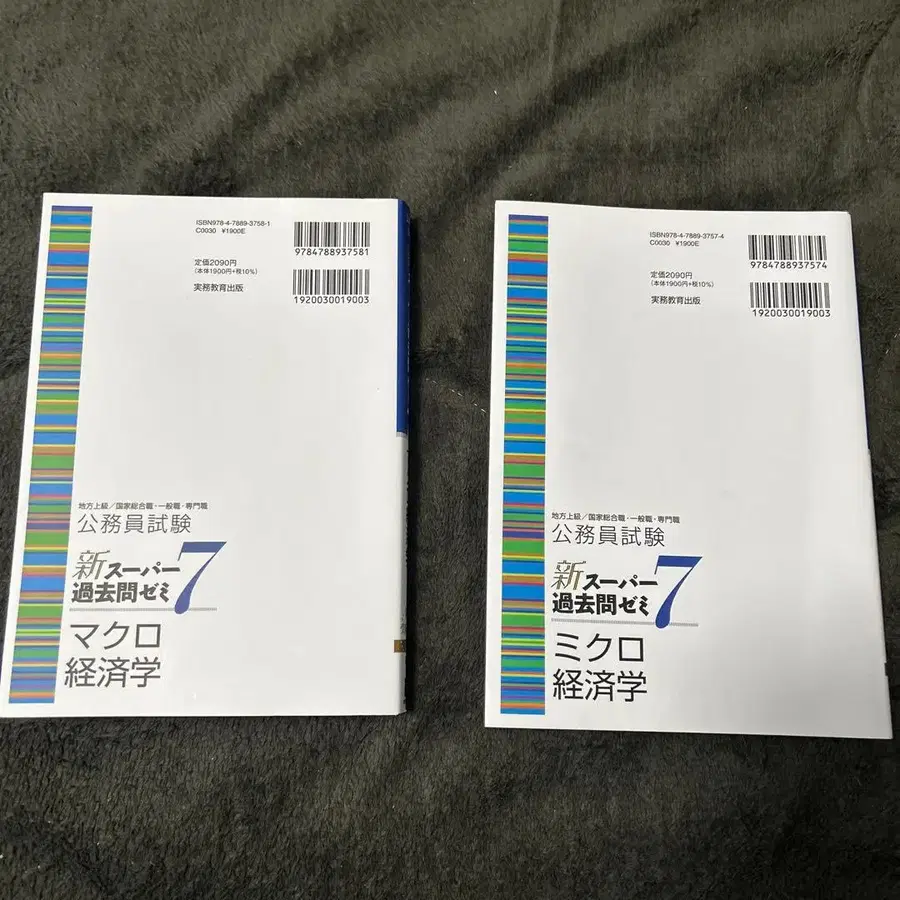 ISBN978-4-7889-3758-1
C0030 ¥1900E
9784788937581
定価2090円
(本体1900円+税10%)
1920030019003
実務教育出版
地方上級／国家総合職・一般職・専門職
公務員試験
新スーパー
過去問ゼミ7
マクロ
経済学
ISBN978-4-7889-3757-4
C0030 ¥1900E
9784788937574
定価2090円
(本体1900円+税10%)
1920030019003
実務教育出版
地方上級／国家総合職・一般職・専門職
公務員試験
新スーパー
過去問ゼミ7
ミクロ
経済学